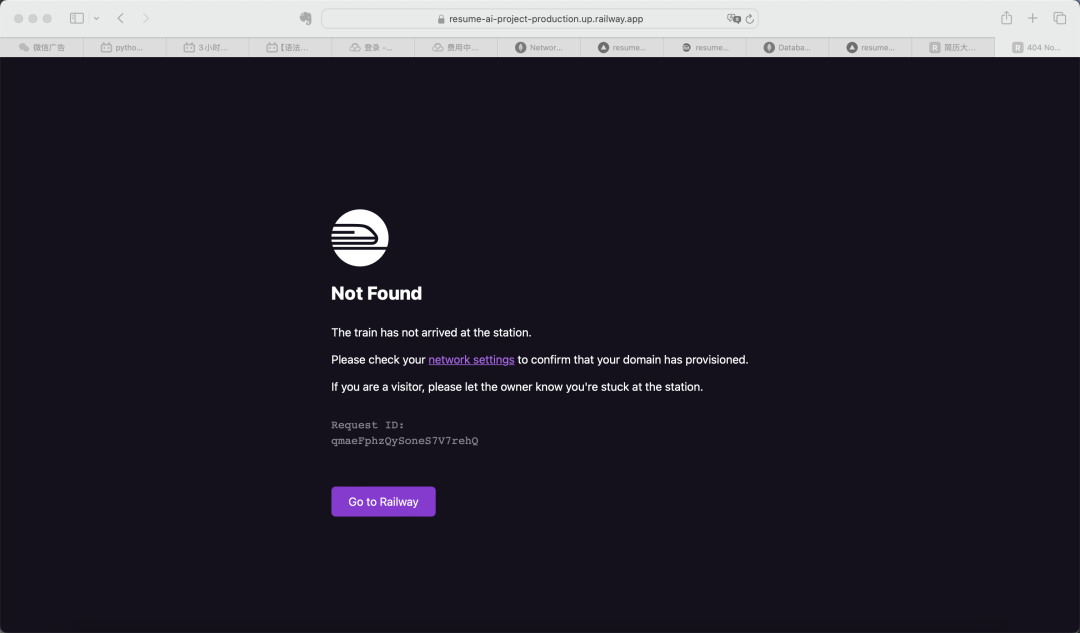 resume-ai-project-production.up.railway.app
微信广告
pytho...
3小时...
【语法...
登录 -...
费用中...
Networ...
resume...
resume...
Databa...
resume...
R
简历大...
R
404 No...
Not Found
The train has not arrived at the station.
Please check your network settings to confirm that your domain has provisioned.
If you are a visitor, please let the owner know you're stuck at the station.
Request ID:
qmaeFphzQySoneS7V7rehQ
Go to Railway